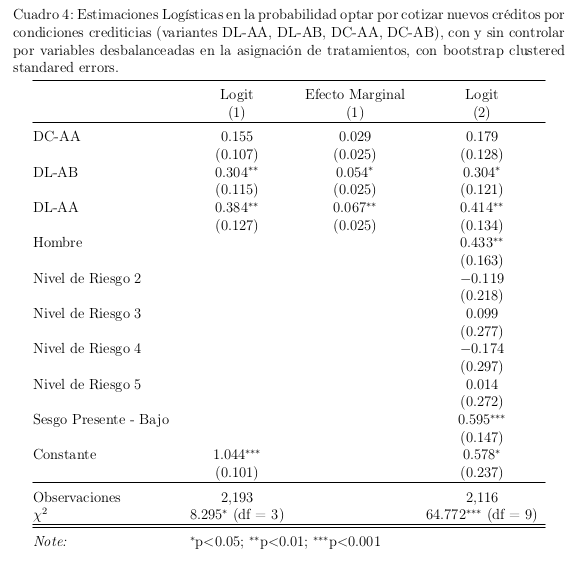 Cuadro 4: Estimaciones Logísticas en la probabilidad optar por cotizar nuevos créditos por
condiciones crediticias (variantes DL-AA, DL-AB, DC-AA, DC-AB), con y sin controlar
por variables desbalanceadas en la asignación de tratamientos, con bootstrap clustered
standared errors.
Logit Efecto Marginal Logit
(1) (1) (2)
DC-AA 0.155 0.029 0.179
(0.107) (0.025) (0.128)
DL-AB 0.304** 0.054* 0.304*
(0.115) (0.025) (0.121)
DL-AA 0.384** 0.067** 0.414**
(0.127) (0.025) (0.134)
Hombre 0.433**
(0.163)
Nivel de Riesgo 2 −0.119
(0.218)
Nivel de Riesgo 3 0.099
(0.277)
Nivel de Riesgo 4 −0.174
(0.297)
Nivel de Riesgo 5 0.014
(0.272)
Sesgo Presente - Bajo 0.595***
(0.147)
Constante 1.044*** 0.578*
(0.101) (0.237)
Observaciones 2,193 2,116
χ² 8.295* (df = 3) 64.772*** (df = 9)
Note: *p<0.05; **p<0.01; ***p<0.001